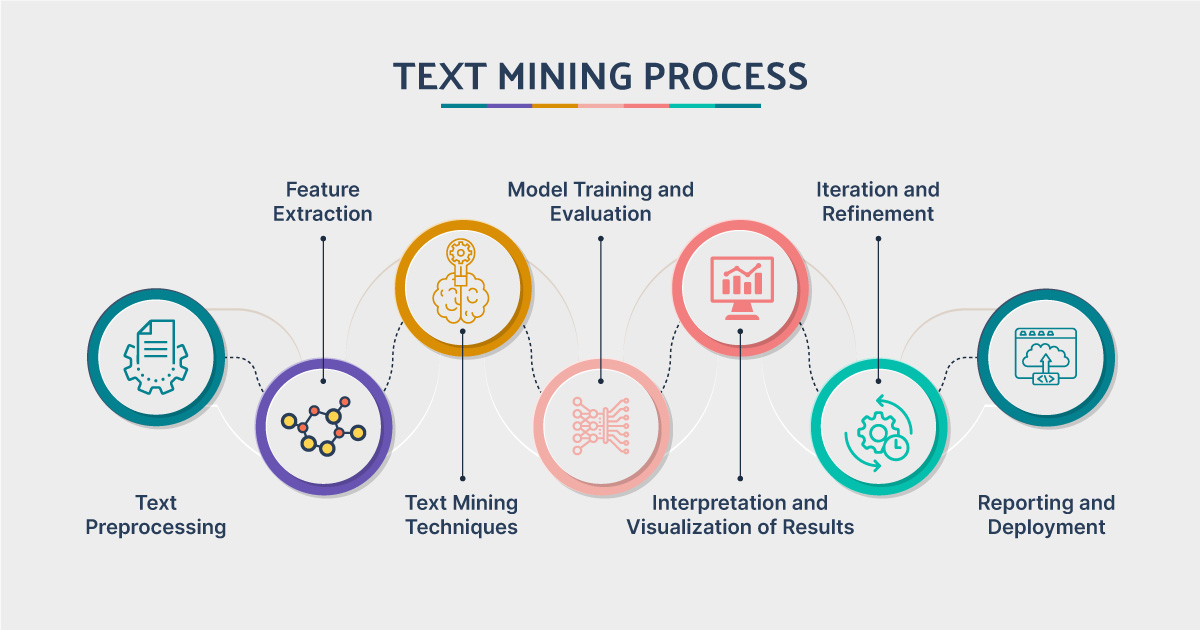 TEXT MINING PROCESS
Feature
Extraction
Model Training and
Evaluation
Iteration and
Refinement
Text
Preprocessing
Text Mining
Techniques
Interpretation and
Visualization of Results
Reporting and
Deployment